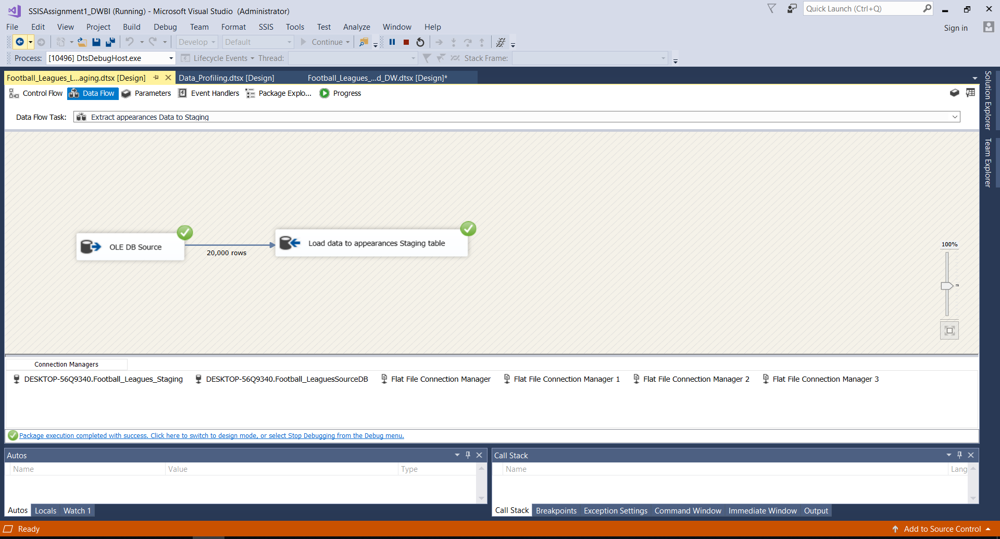 SSISAssignment1_DWBI (Running) - Microsoft Visual Studio (Administrator)
Quick Launch (Ctrl+Q)
File Edit View Project Build Debug Team Format SSIS Tools Test Analyze Window Help
Sign in
Develop Default Continue
Process: [10496] DtsDebugHost.exe Lifecycle Events Thread: Stack Frame:
Football_Leagues_L...aging.dtsx [Design] Data_Profiling.dtsx [Design] Football_Leagues_...d_DW.dtsx [Design]*
Control Flow Data Flow Parameters Event Handlers Package Explo... Progress
Data Flow Task: Extract appearances Data to Staging
Solution Explorer
Team Explorer
OLE DB Source
20,000 rows
Load data to appearances Staging table
100%
Connection Managers
DESKTOP-56Q9340.Football_Leagues_Staging DESKTOP-56Q9340.Football_LeaguesSourceDB Flat File Connection Manager Flat File Connection Manager 1 Flat File Connection Manager 2 Flat File Connection Manager 3
Package execution completed with success. Click here to switch to design mode, or select Stop Debugging from the Debug menu.
Autos
Name Value Type
Autos Locals Watch 1
Call Stack
Name Lang
Call Stack Breakpoints Exception Settings Command Window Immediate Window Output
Ready
Add to Source Control